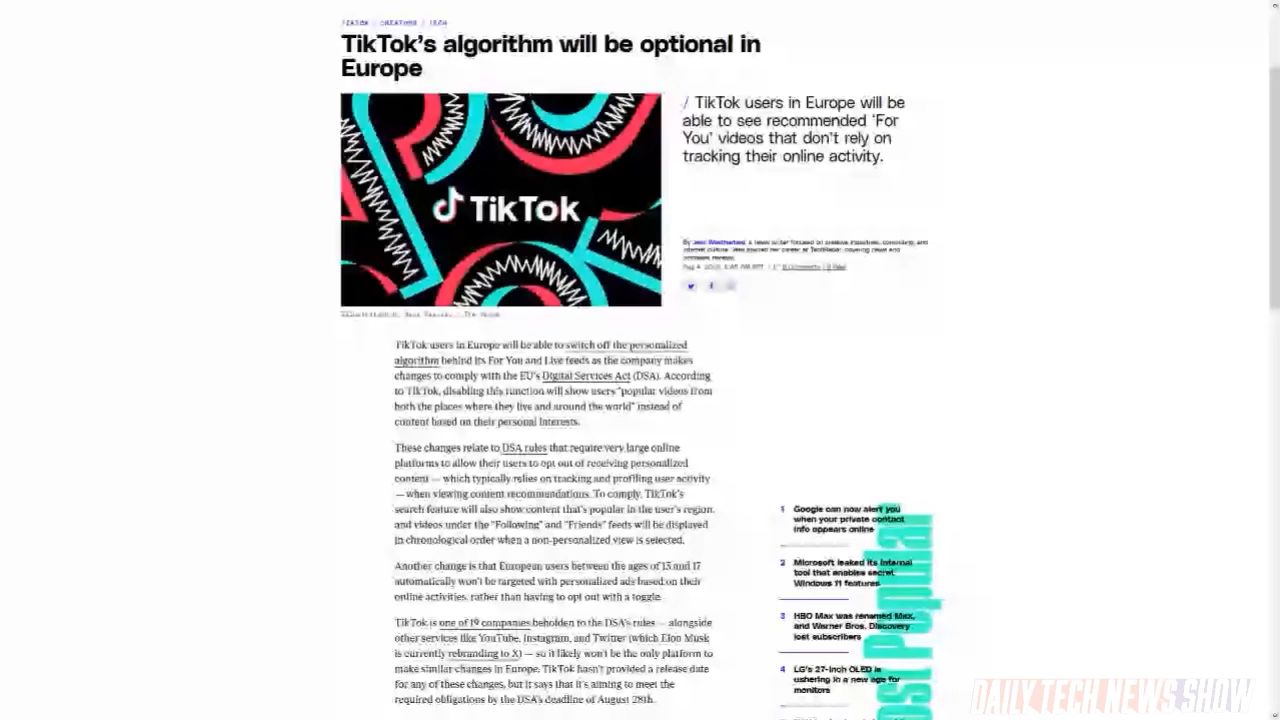 TIKTOK / CREATORS / TECH
TikTok's algorithm will be optional in
Europe
TikTok
/ TikTok users in Europe will be
able to see recommended 'For
You' videos that don't rely on
tracking their online activity.
TikTok users in Europe will be able to switch off the personalized
algorithm behind its For You and Live feeds as the company makes
changes to comply with the EU's Digital Services Act (DSA). According
to TikTok, disabling this function will show users "popular videos from
both the places where they live and around the world" instead of
content based on their personal interests.
These changes relate to DSA rules that require very large online
platforms to allow their users to opt out of receiving personalized
content — which typically relies on tracking and profiling user activity
— when viewing content recommendations. To comply, TikTok's
search feature will also show content that's popular in the user's region,
and videos under the "Following" and "Friends" feeds will be displayed
in chronological order when a non-personalized view is selected.
Another change is that European users between the ages of 13 and 17
automatically won't be targeted with personalized ads based on their
online activities, rather than having to opt out with a toggle.
TikTok is one of 19 companies beholden to the DSA's rules — alongside
other services like YouTube, Instagram, and Twitter (which Elon Musk
is currently rebranding to X) — so it likely won't be the only platform to
make similar changes in Europe. TikTok hasn't provided a release date
for any of these changes, but it says that it's aiming to meet the
required obligations by the DSA's deadline of August 28th.
1 Google can now alert you
when your private contact
info appears online
2 Microsoft leaked its internal
tool that enables secret
Windows 11 features
3 HBO Max was renamed Max,
and Warner Bros. Discovery
lost subscribers
4 LG's 27-inch OLED is
ushering in a new age for
monitors
Most Popular
DAILY TECH NEWS SHOW